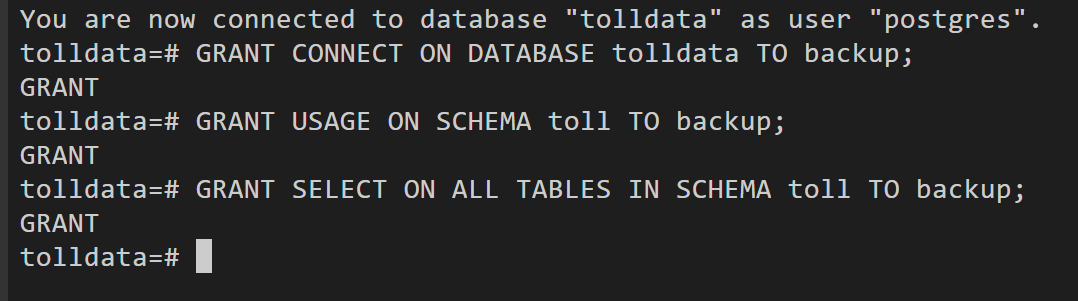 You are now connected to database "tolldata" as user "postgres".
tolldata=# GRANT CONNECT ON DATABASE tolldata TO backup;
GRANT
tolldata=# GRANT USAGE ON SCHEMA toll TO backup;
GRANT
tolldata=# GRANT SELECT ON ALL TABLES IN SCHEMA toll TO backup;
GRANT
tolldata=#